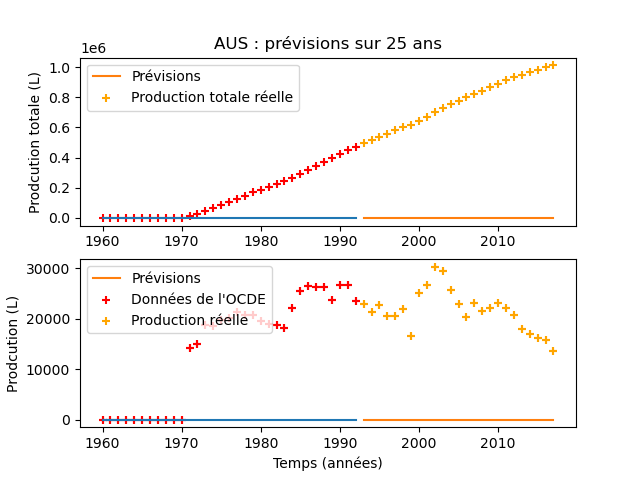 AUS : prévisions sur 25 ans
1e6
Prodcution totale (L)
1.0
0.8
0.6
0.4
0.2
0.0
Prévisions
Production totale réelle
1960 1970 1980 1990 2000 2010
Prodcution (L)
30000
20000
10000
0
Prévisions
Données de l'OCDE
Production réelle
1960 1970 1980 1990 2000 2010
Temps (années)